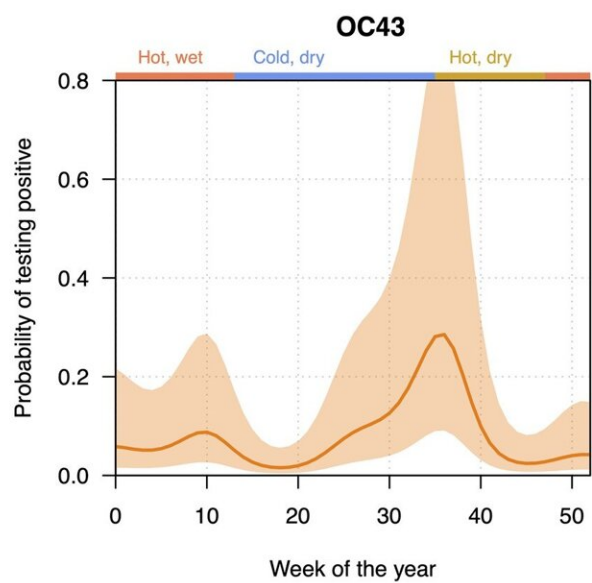 OC43
Hot, wet Cold, dry Hot, dry
Probability of testing positive
0.8
0.6
0.4
0.2
0.0
0 10 20 30 40 50
Week of the year